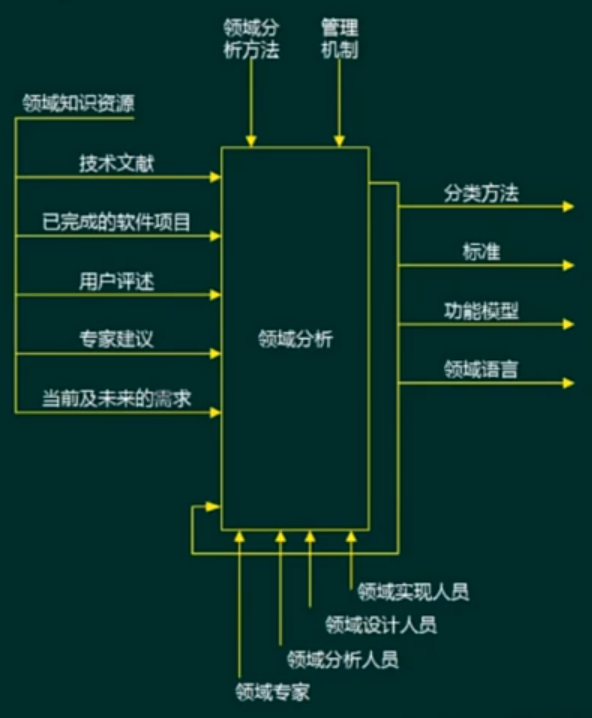 领域分
析方法
管理
机制
领域知识资源
技术文献
已完成的软件项目
用户评述
专家建议
当前及未来的需求
领域分析
分类方法
标准
功能模型
领域语言
领域实现人员
领域设计人员
领域分析人员
领域专家